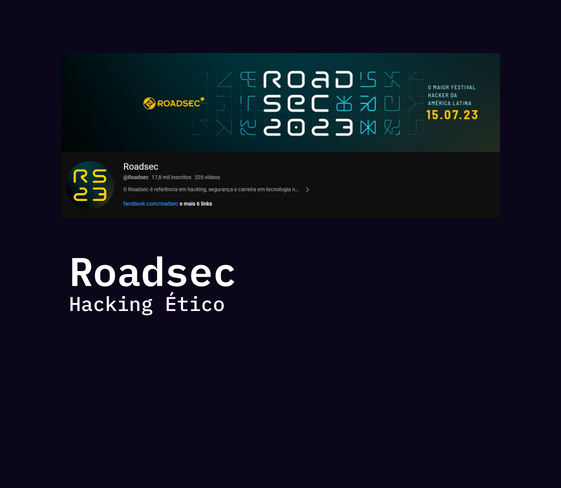 ROADSEC
ROAD
SEC
2023
O MAIOR FESTIVAL
HACKER DA
AMÉRICA LATINA
15.07.23
RS
23
Roadsec
@Roadsec 17,8 mil inscritos 325 vídeos
O Roadsec é referência em hacking, segurança e carreira em tecnologia n...
facebook.com/roadsec e mais 6 links
Roadsec
Hacking Ético